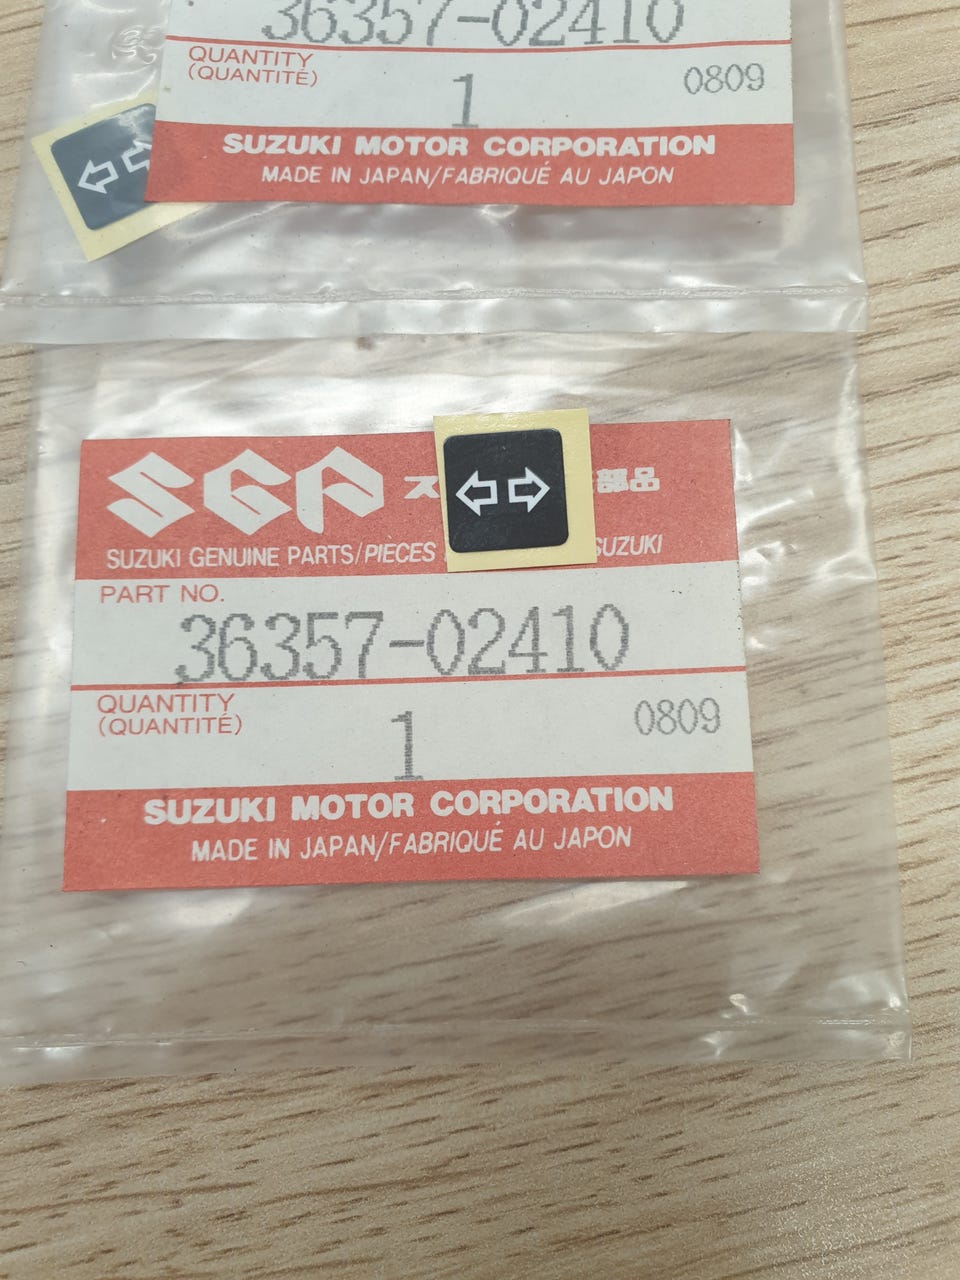 36357-02410
QUANTITY
(QUANTITÉ)
1
0809
SUZUKI MOTOR CORPORATION
MADE IN JAPAN/FABRIQUÉ AU JAPON
SGP ス 部品
SUZUKI GENUINE PARTS/PIECES SUZUKI
PART NO.
36357-02410
QUANTITY
(QUANTITÉ)
1
0809
SUZUKI MOTOR CORPORATION
MADE IN JAPAN/FABRIQUÉ AU JAPON